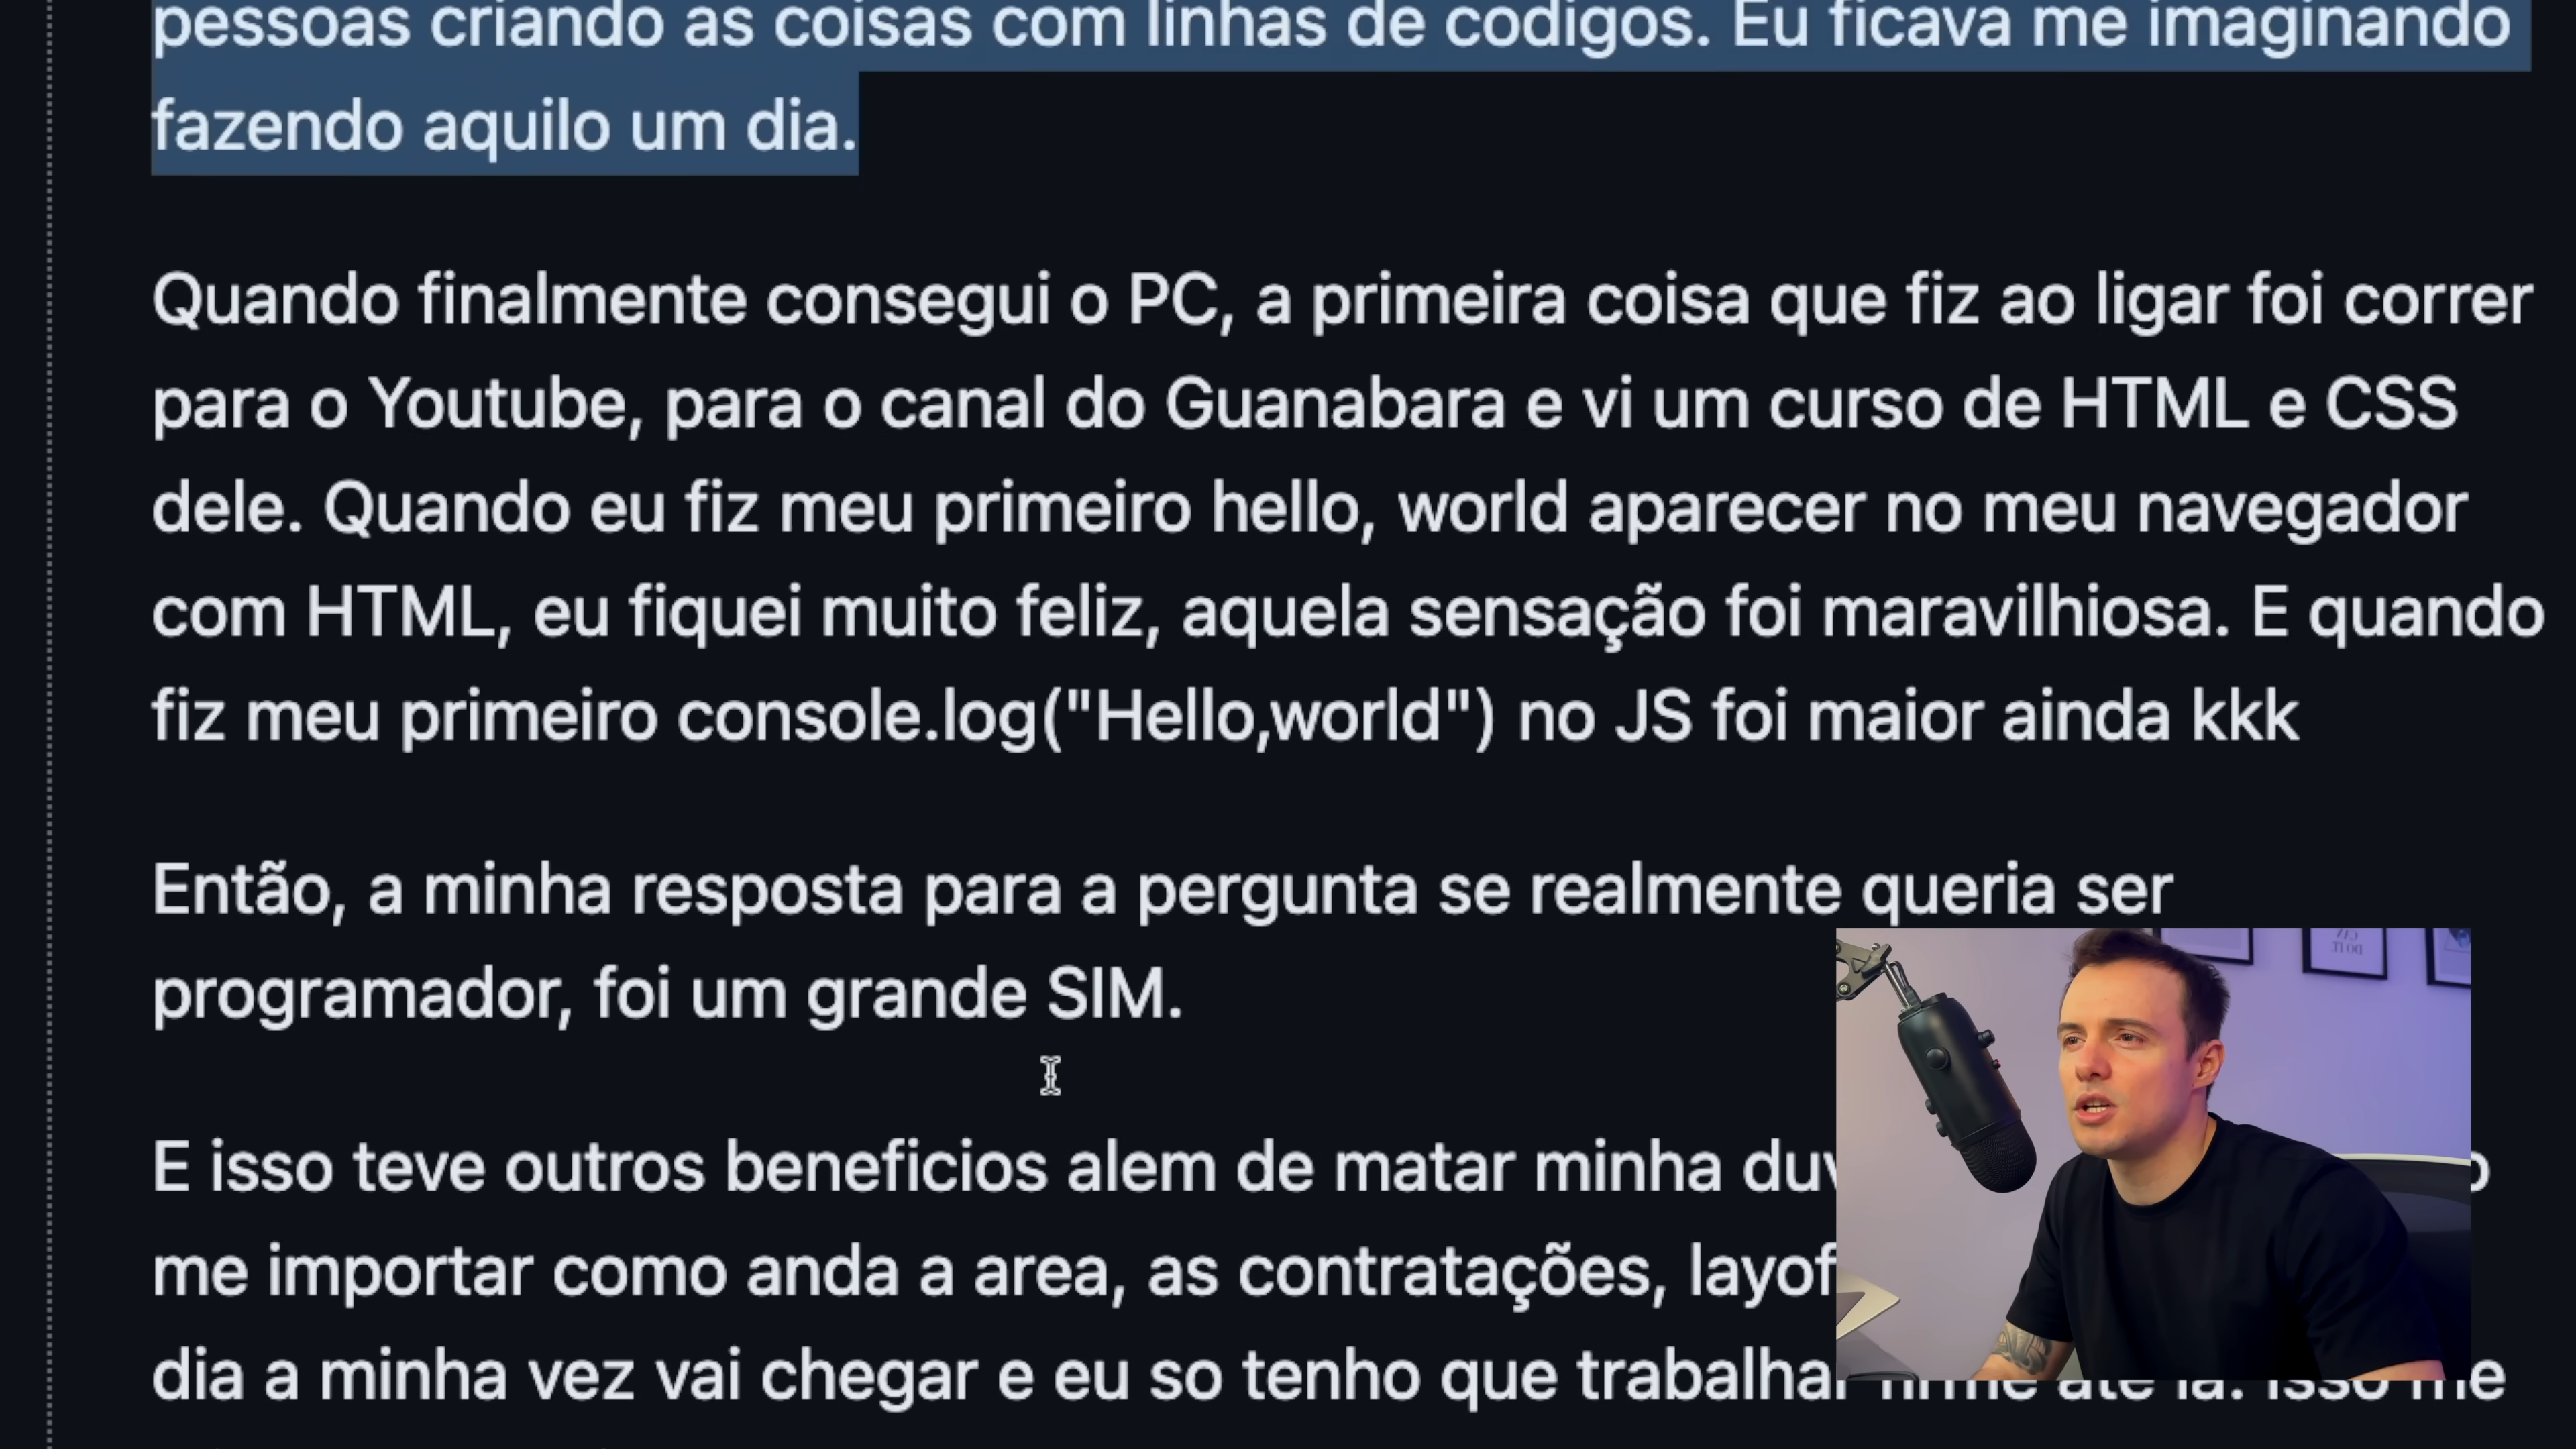 pessoas criando as coisas com linhas de codigos. Eu ficava me imaginando
fazendo aquilo um dia.
Quando finalmente consegui o PC, a primeira coisa que fiz ao ligar foi correr
para o Youtube, para o canal do Guanabara e vi um curso de HTML e CSS
dele. Quando eu fiz meu primeiro hello, world aparecer no meu navegador
com HTML, eu fiquei muito feliz, aquela sensação foi maravilhiosa. E quando
fiz meu primeiro console.log("Hello,world") no JS foi maior ainda kkk
Então, a minha resposta para a pergunta se realmente queria ser
programador, foi um grande SIM.
E isso teve outros beneficios alem de matar minha
me importar como anda a area, as contratações,
dia a minha vez vai chegar e eu so tenho que trabalhar firme até la. Isso me